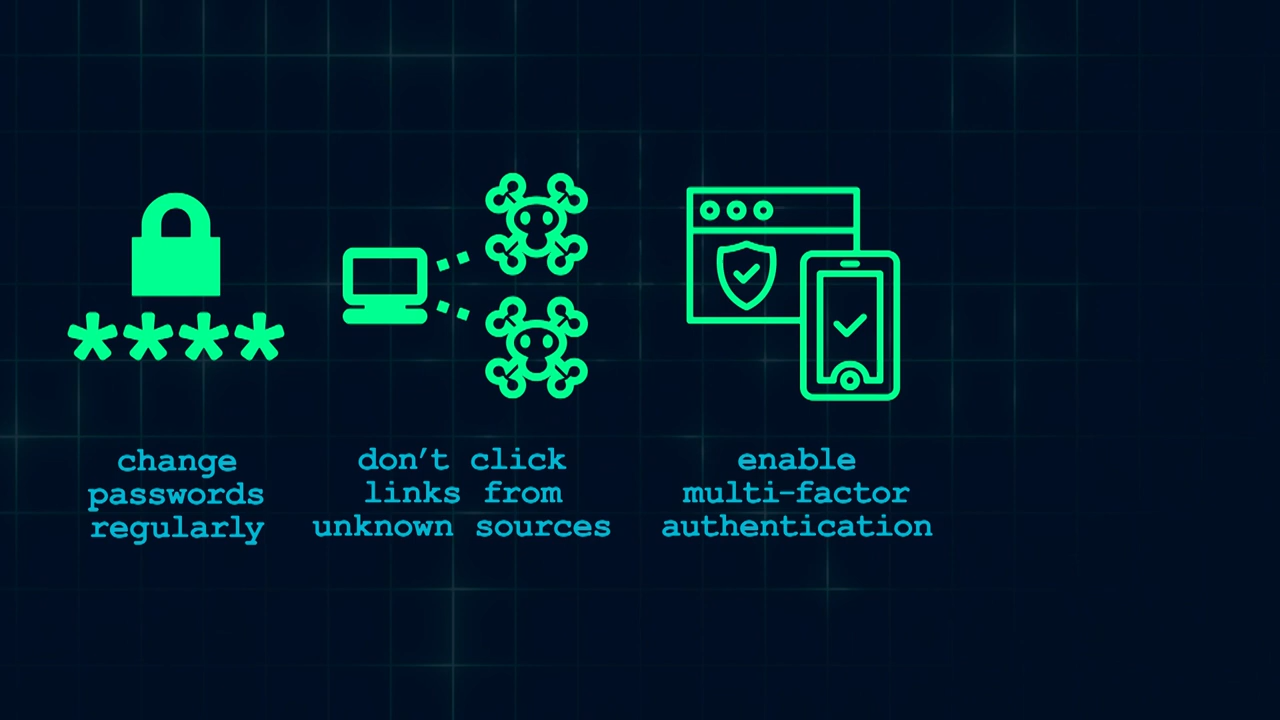 ****
change
passwords
regularly
don't click
links from
unknown sources
enable
multi-factor
authentication